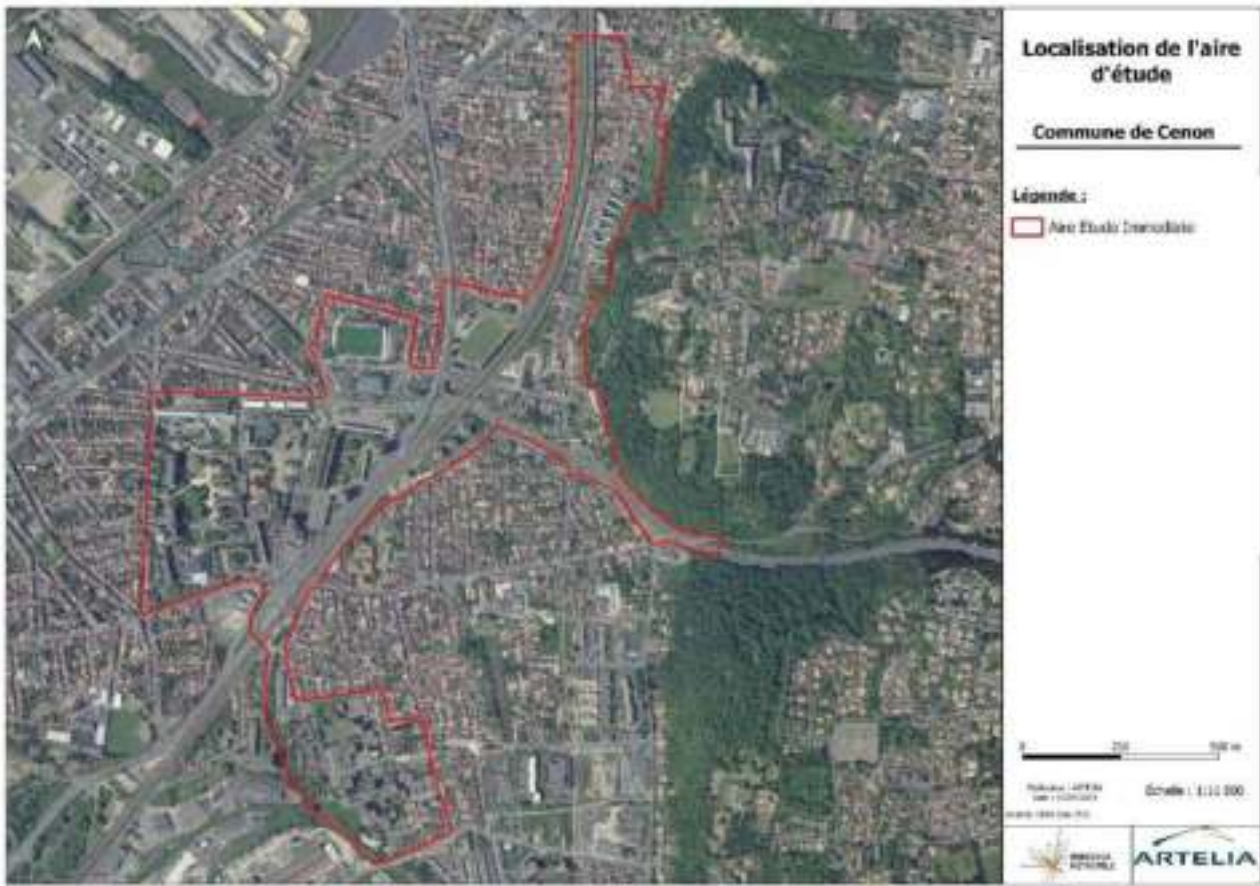 Localisation de l'aire
d'étude
Commune de Cenon
Légende :
Aire Etude Immediate
0 250 500 m
Echelle : 1:11 000
ARTELIA